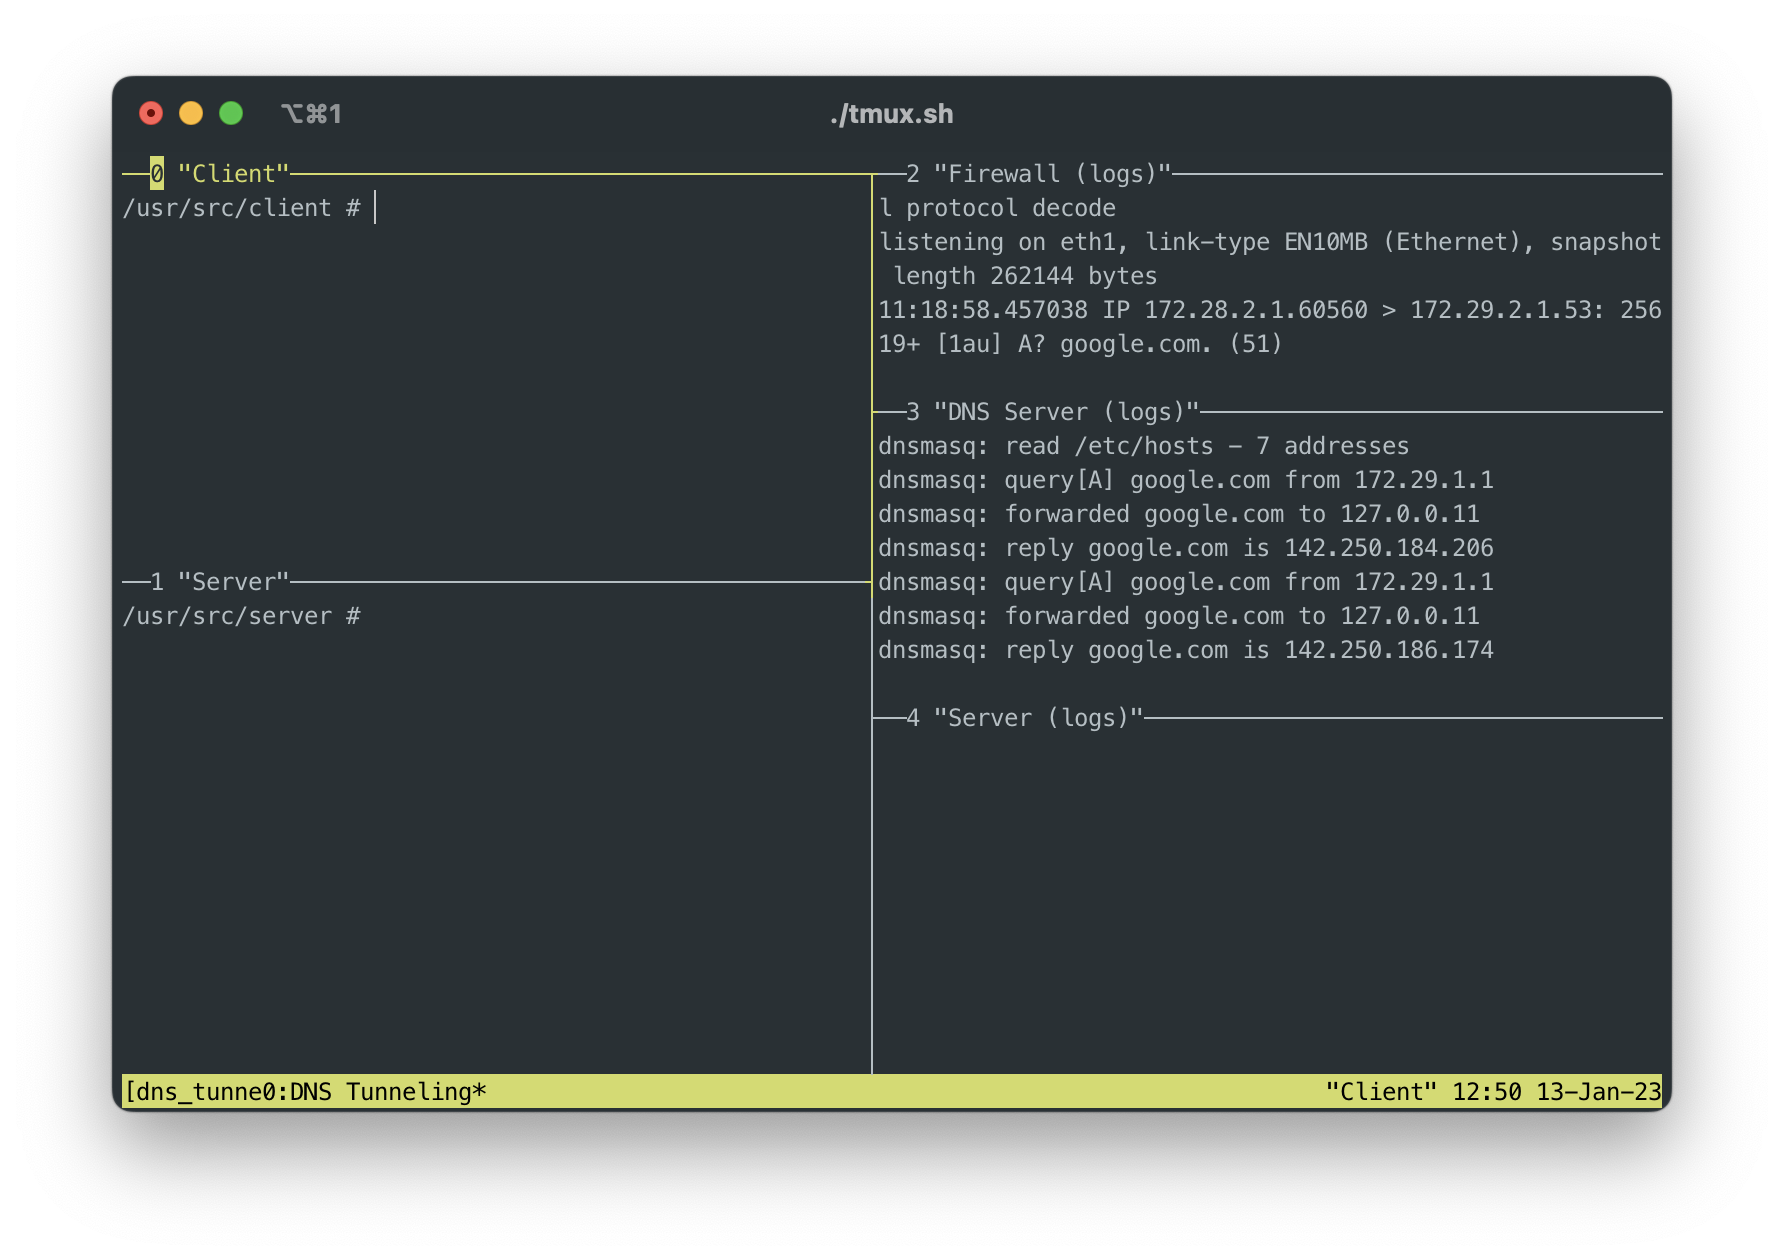 ⌥⌘1
./tmux.sh
0 "Client"
/usr/src/client #
1 "Server"
/usr/src/server #
2 "Firewall (logs)"
l protocol decode
listening on eth1, link-type EN10MB (Ethernet), snapshot
 length 262144 bytes
11:18:58.457038 IP 172.28.2.1.60560 > 172.29.2.1.53: 256
19+ [1au] A? google.com. (51)
3 "DNS Server (logs)"
dnsmasq: read /etc/hosts - 7 addresses
dnsmasq: query[A] google.com from 172.29.1.1
dnsmasq: forwarded google.com to 127.0.0.11
dnsmasq: reply google.com is 142.250.184.206
dnsmasq: query[A] google.com from 172.29.1.1
dnsmasq: forwarded google.com to 127.0.0.11
dnsmasq: reply google.com is 142.250.186.174
4 "Server (logs)"
[dns_tunne0:DNS Tunneling* "Client" 12:50 13-Jan-23